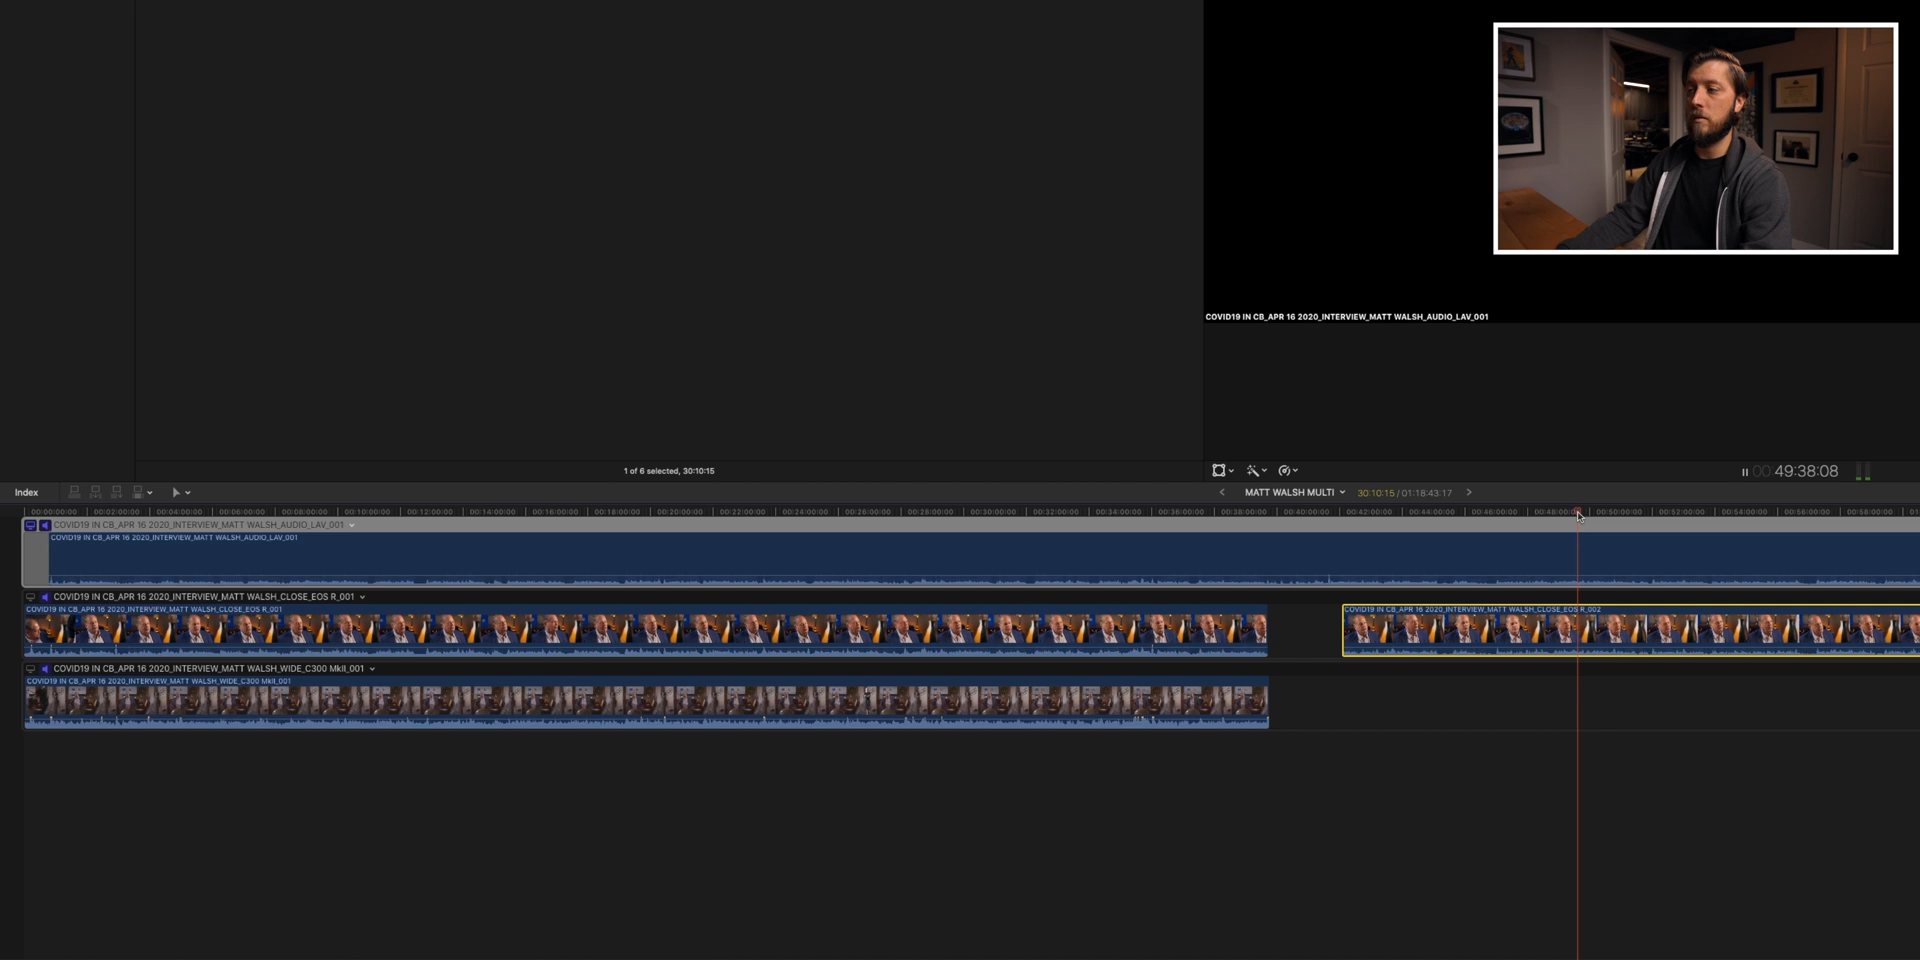 COVID19 IN CB_APR 16 2020_INTERVIEW_MATT WALSH_AUDIO_LAV_001
1 of 6 selected, 30:10:15
00 49:38:08
Index
MATT WALSH MULTI
30:10:15 / 01:18:43:17
00:00:00:00 00:02:00:00 00:04:00:00 00:06:00:00 00:08:00:00 00:10:00:00 00:12:00:00 00:14:00:00 00:16:00:00 00:18:00:00 00:20:00:00 00:22:00:00 00:24:00:00 00:26:00:00 00:28:00:00 00:30:00:00 00:32:00:00 00:34:00:00 00:36:00:00 00:38:00:00 00:40:00:00 00:42:00:00 00:44:00:00 00:46:00:00 00:48:00:00 00:50:00:00 00:52:00:00 00:54:00:00 00:56:00:00 00:58:00:00 01
COVID19 IN CB_APR 16 2020_INTERVIEW_MATT WALSH_AUDIO_LAV_001
COVID19 IN CB_APR 16 2020_INTERVIEW_MATT WALSH_AUDIO_LAV_001
COVID19 IN CB_APR 16 2020_INTERVIEW_MATT WALSH_CLOSE_EOS R_001
COVID19 IN CB_APR 16 2020_INTERVIEW_MATT WALSH_CLOSE_EOS R_001
COVID19 IN CB_APR 16 2020_INTERVIEW_MATT WALSH_CLOSE_EOS R_002
COVID19 IN CB_APR 16 2020_INTERVIEW_MATT WALSH_WIDE_C300 MkII_001
COVID19 IN CB_APR 16 2020_INTERVIEW_MATT WALSH_WIDE_C300 MkII_001